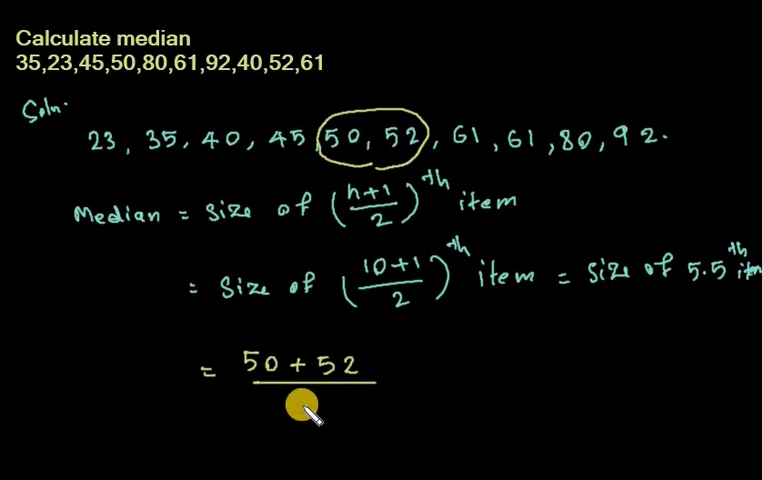 Calculate median
35,23,45,50,80,61,92,40,52,61
Soln.
23, 35, 40, 45, 50, 52, 61, 61, 80, 92.
Median = size of (n+1/2)th item
= size of (10+1/2)th item = size of 5.5th item
= 50 + 52